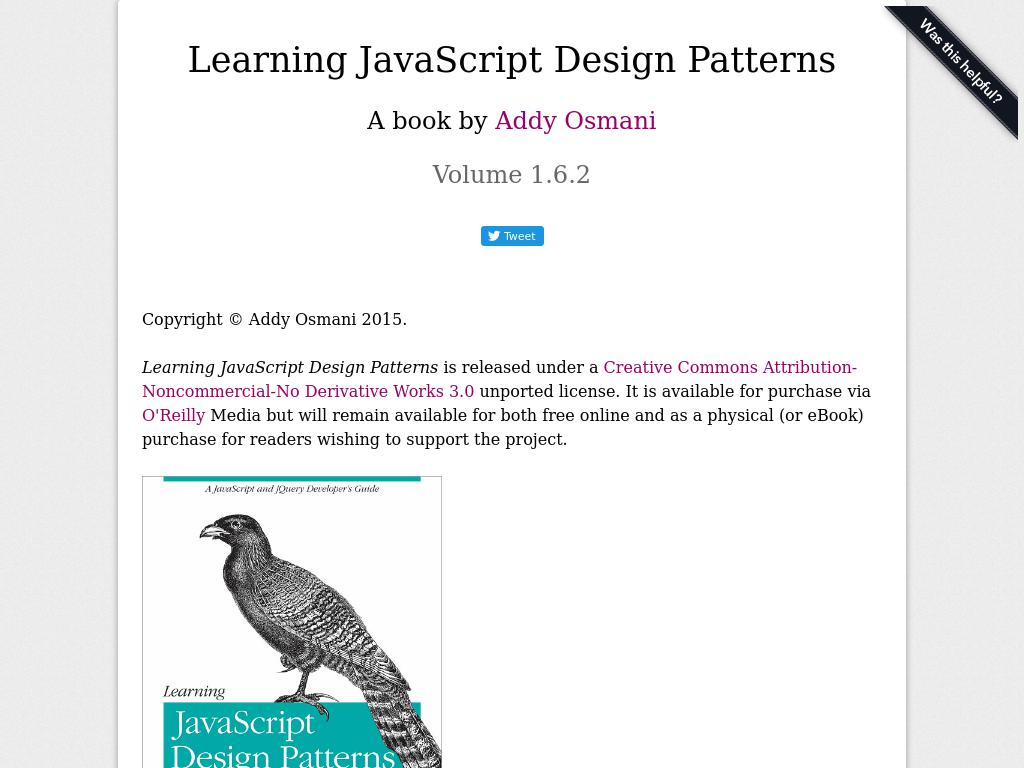 Was this helpful?
Learning JavaScript Design Patterns
A book by Addy Osmani
Volume 1.6.2
Tweet
Copyright © Addy Osmani 2015.
Learning JavaScript Design Patterns is released under a Creative Commons Attribution-
Noncommercial-No Derivative Works 3.0 unported license. It is available for purchase via
O'Reilly Media but will remain available for both free online and as a physical (or eBook)
purchase for readers wishing to support the project.
A JavaScript and JQuery Developer's Guide
Learning
JavaScript
Design Patterns